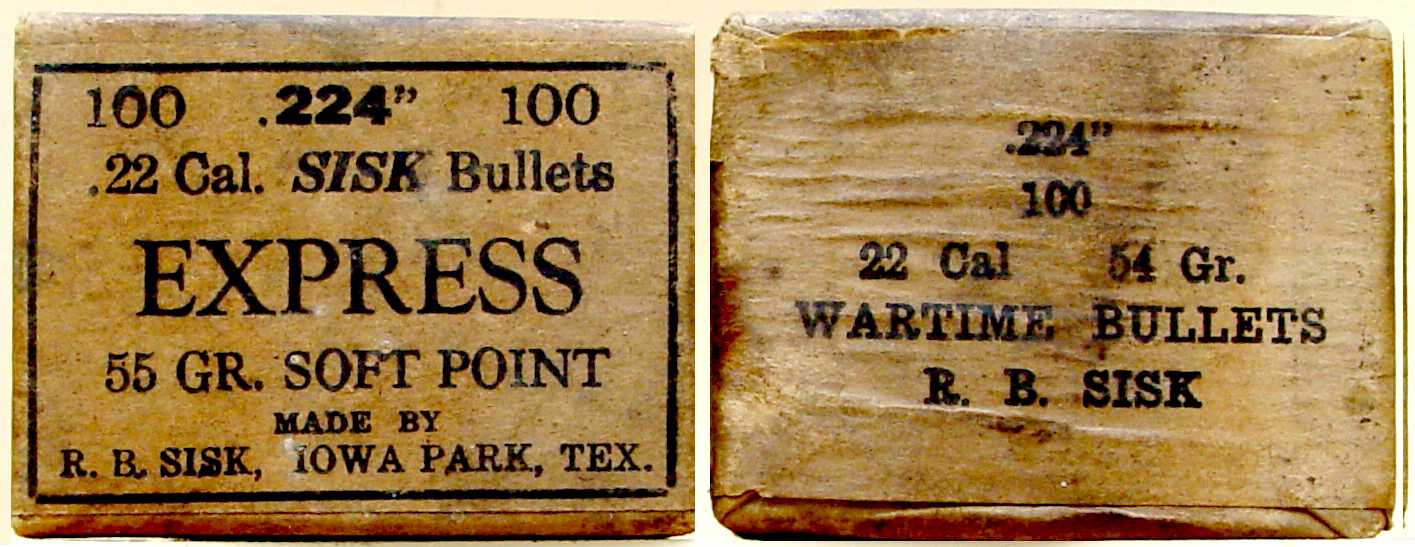 100 .224” 100
.22 Cal. SISK Bullets
EXPRESS
55 GR. SOFT POINT
MADE BY
R. B. SISK, IOWA PARK, TEX.
.224”
100
22 Cal 54 Gr.
WARTIME BULLETS
R. B. SISK